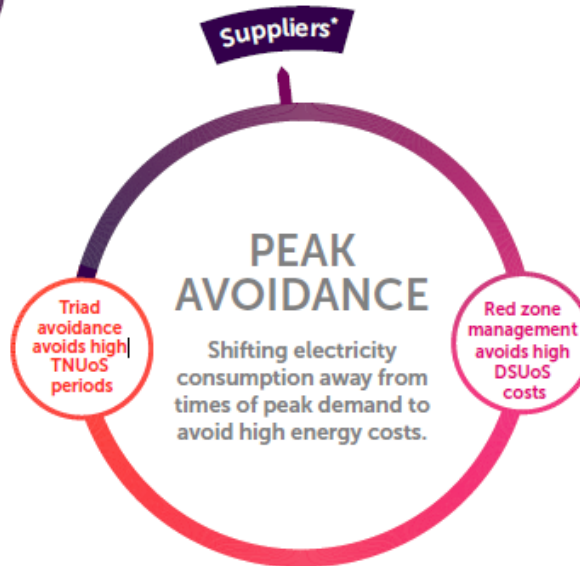 Suppliers*
PEAK
AVOIDANCE
Shifting electricity
consumption away from
times of peak demand to
avoid high energy costs.
Triad
avoidance
avoids high
TNUoS
periods
Red zone
management
avoids high
DSUoS
costs